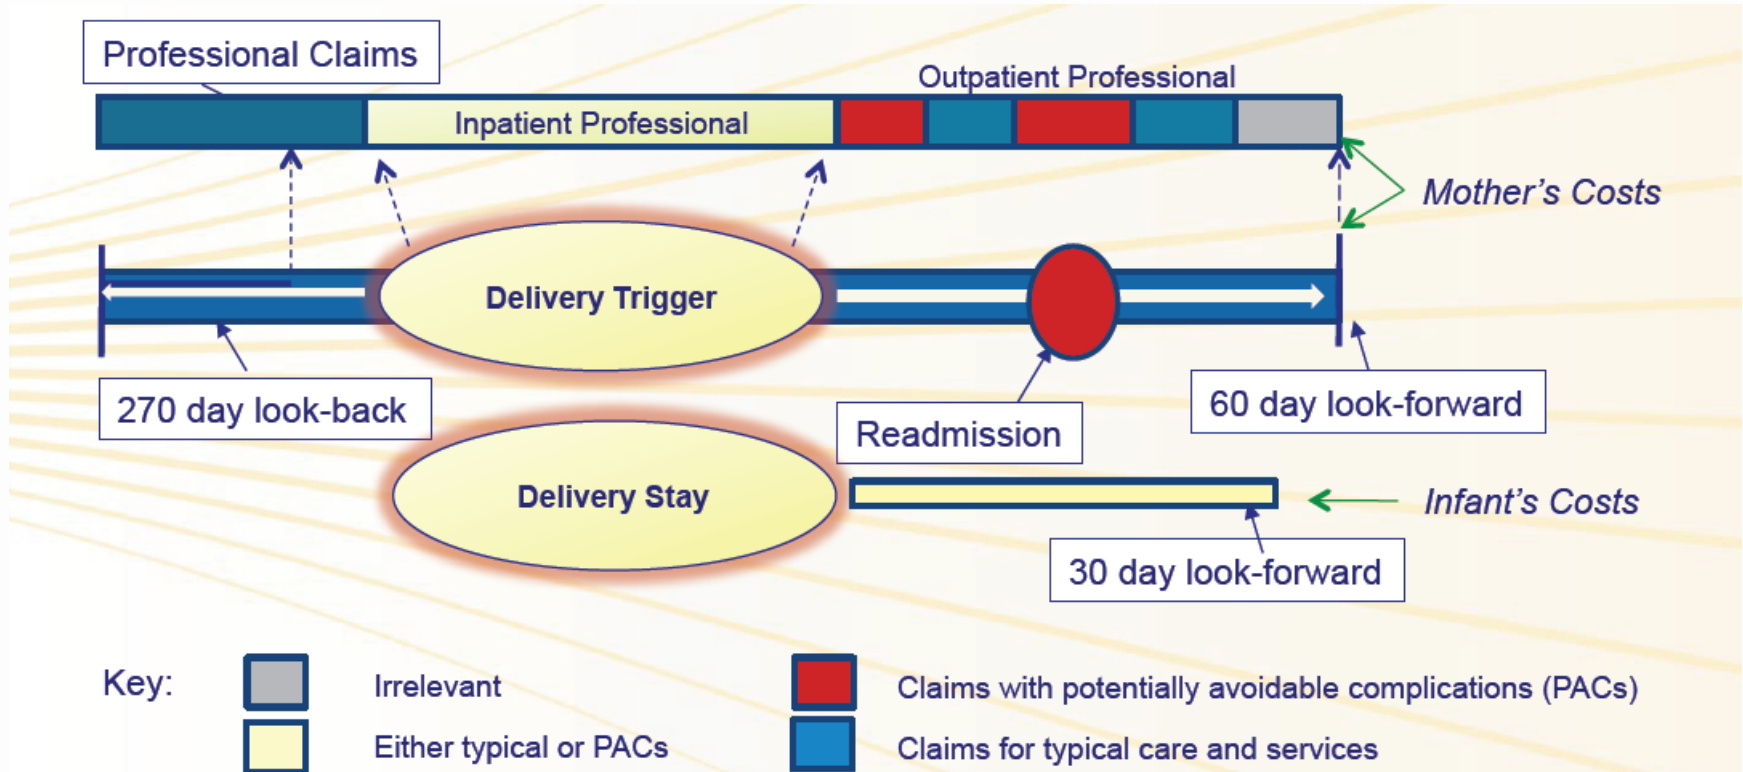 Professional Claims
Outpatient Professional
Inpatient Professional
Mother's Costs
Delivery Trigger
270 day look-back
60 day look-forward
Readmission
Delivery Stay
Infant's Costs
30 day look-forward
Key:
Irrelevant
Claims with potentially avoidable complications (PACs)
Either typical or PACs
Claims for typical care and services